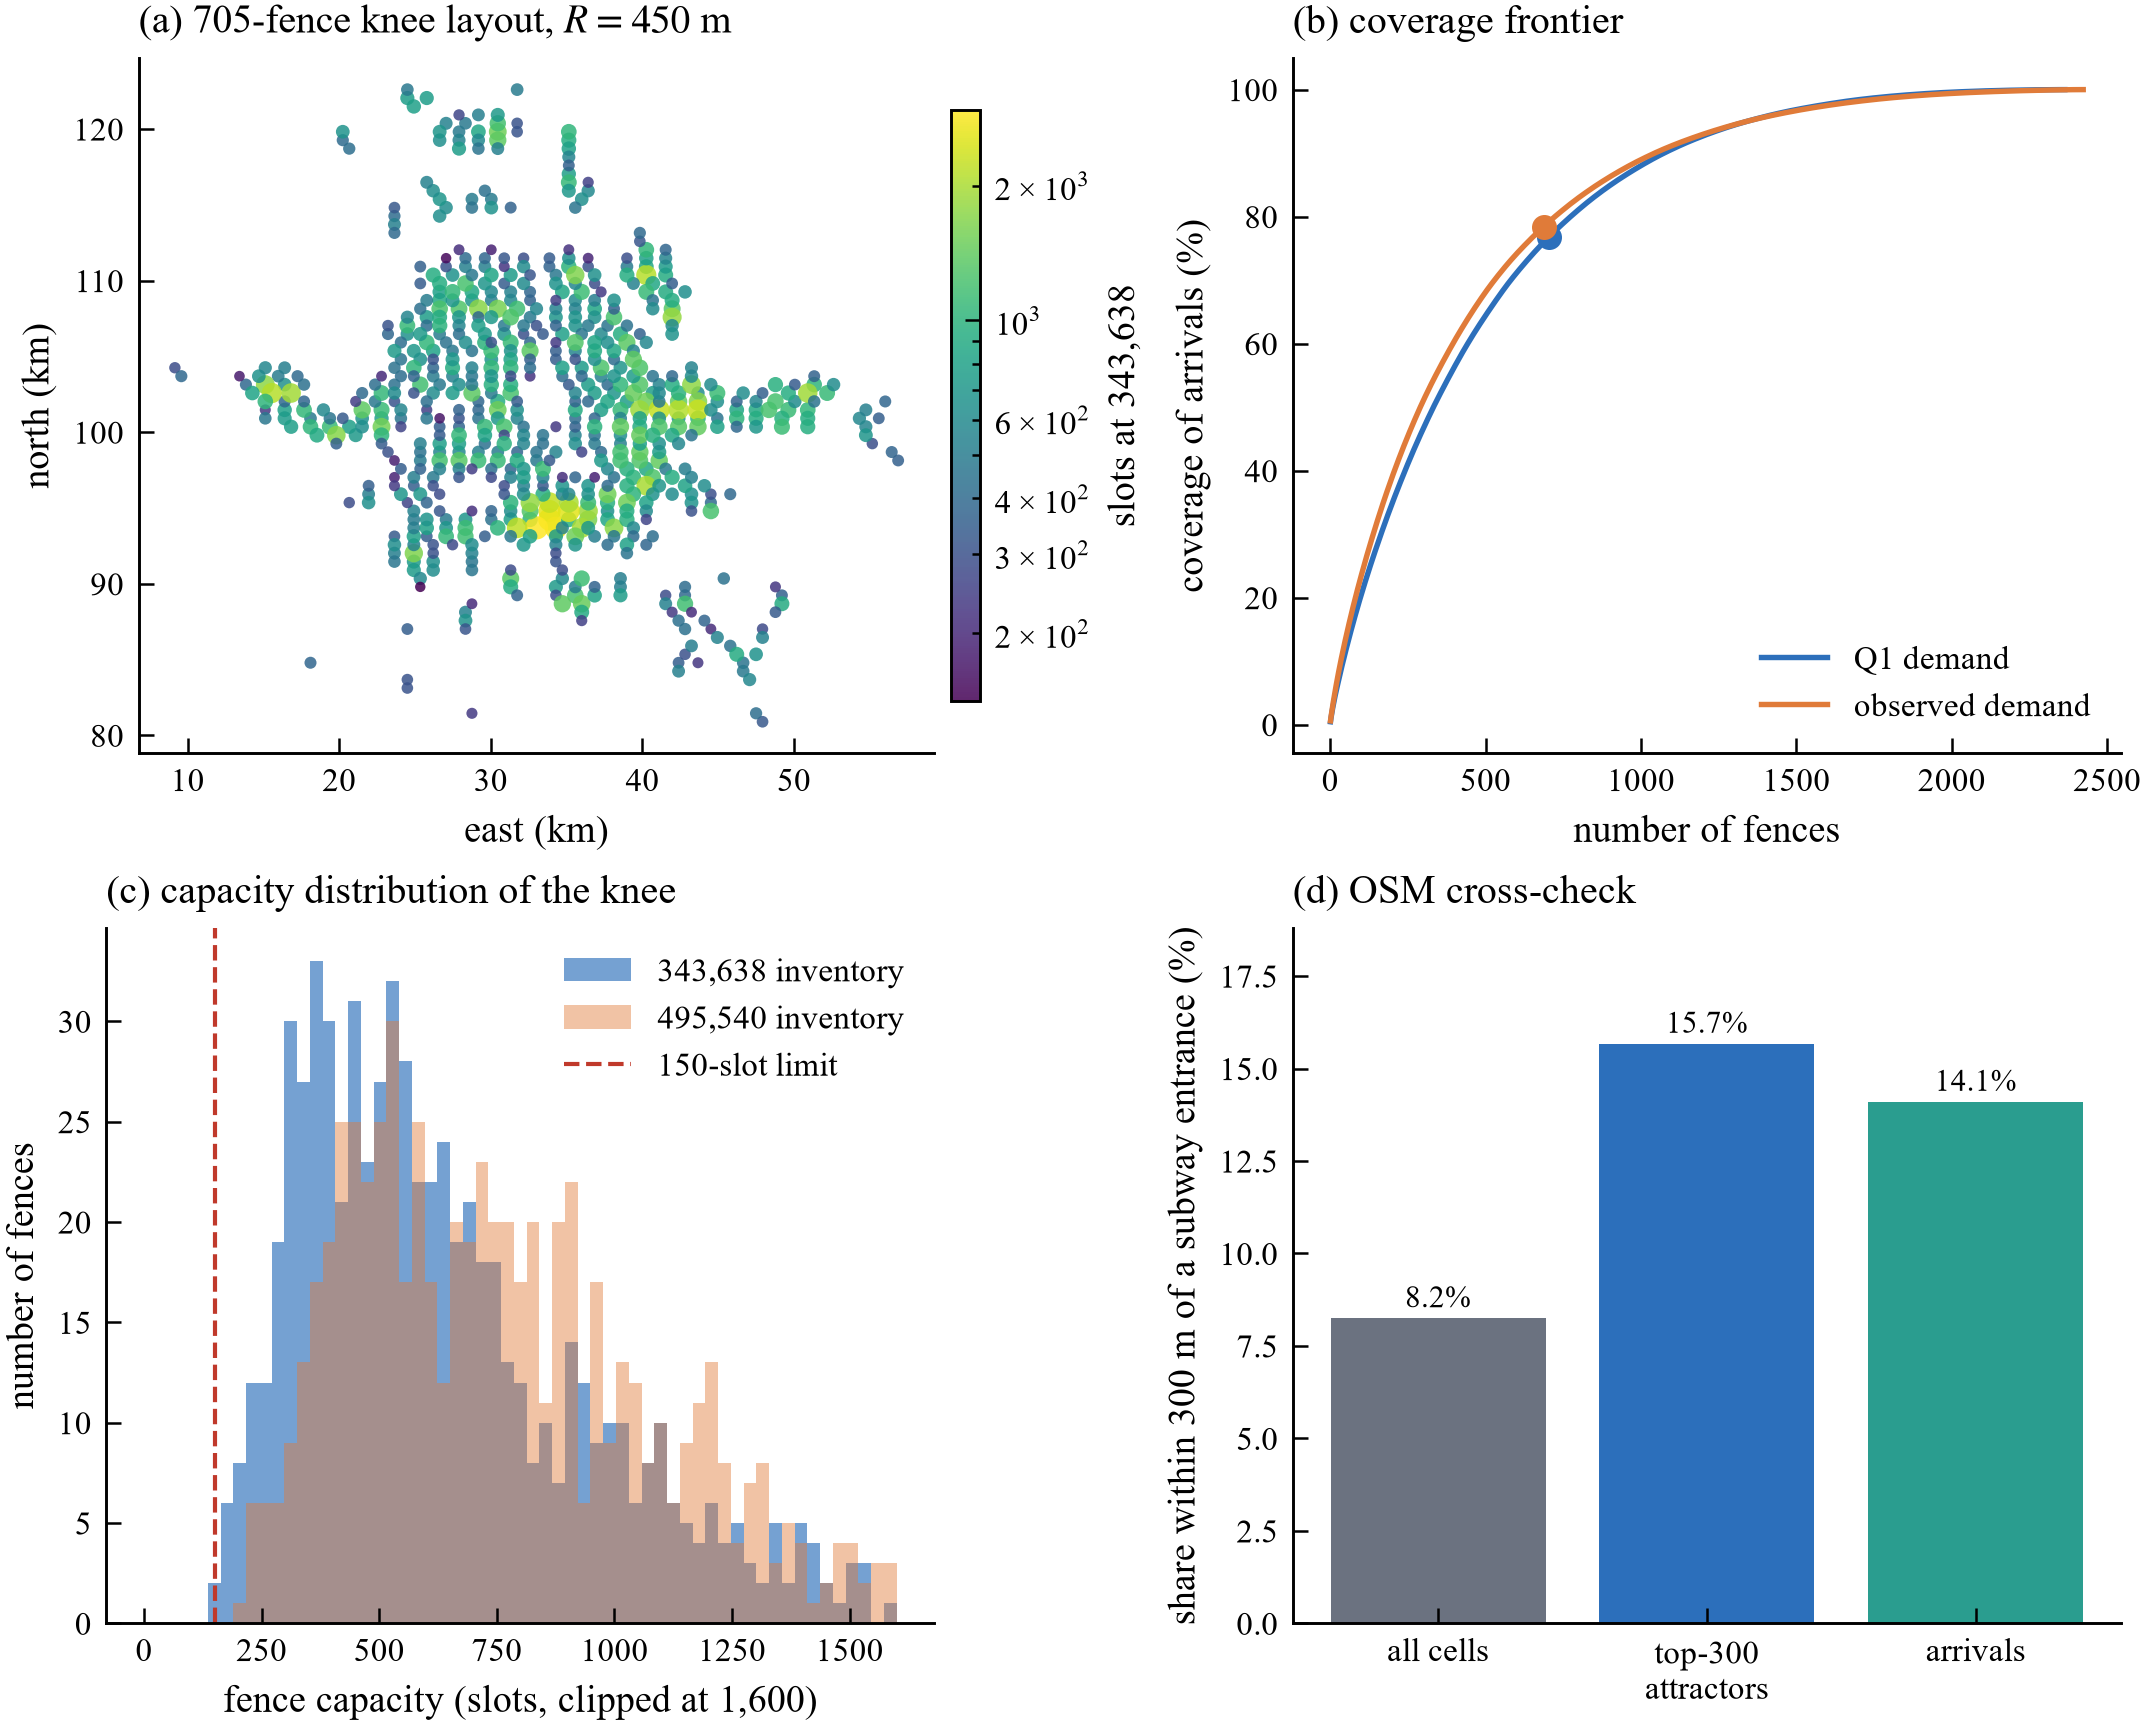 (a) 705-fence knee layout, R = 450 m
north (km)
120
110
100
90
80
10 20 30 40 50
east (km)
2 × 10³
10³
6 × 10²
4 × 10²
3 × 10²
2 × 10²
slots at 343,638
(b) coverage frontier
coverage of arrivals (%)
100
80
60
40
20
0
Q1 demand
observed demand
0 500 1000 1500 2000 2500
number of fences
(c) capacity distribution of the knee
number of fences
30
25
20
15
10
5
0
343,638 inventory
495,540 inventory
150-slot limit
0 250 500 750 1000 1250 1500
fence capacity (slots, clipped at 1,600)
(d) OSM cross-check
share within 300 m of a subway entrance (%)
17.5
15.0
12.5
10.0
7.5
5.0
2.5
0.0
8.2%
15.7%
14.1%
all cells
top-300
attractors
arrivals